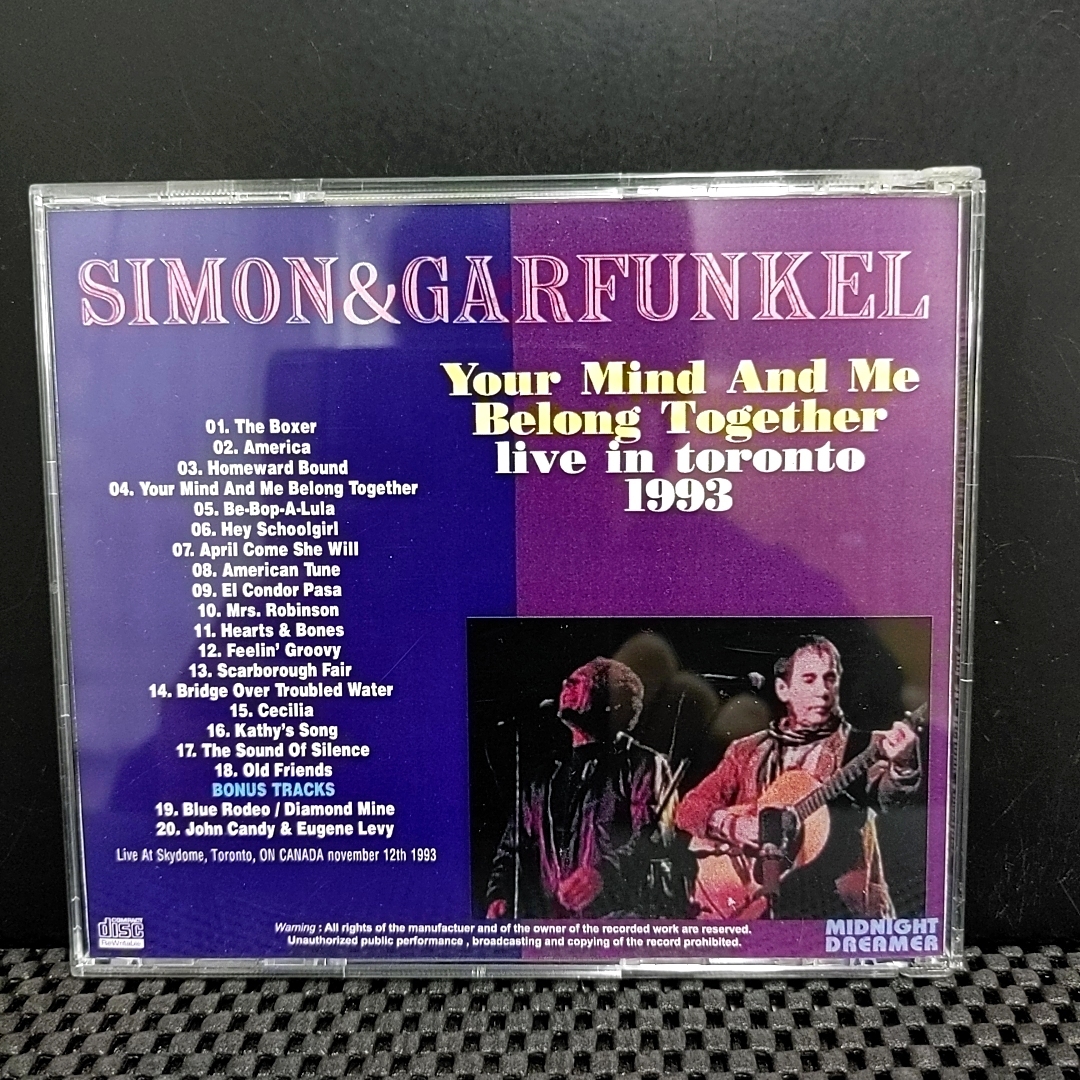 SIMON&GARFUNKEL
Your Mind And Me
Belong Together
live in toronto
1993
01. The Boxer
02. America
03. Homeward Bound
04. Your Mind And Me Belong Together
05. Be-Bop-A-Lula
06. Hey Schoolgirl
07. April Come She Will
08. American Tune
09. El Condor Pasa
10. Mrs. Robinson
11. Hearts & Bones
12. Feelin' Groovy
13. Scarborough Fair
14. Bridge Over Troubled Water
15. Cecilia
16. Kathy's Song
17. The Sound Of Silence
18. Old Friends
BONUS TRACKS
19. Blue Rodeo / Diamond Mine
20. John Candy & Eugene Levy
Live At Skydome, Toronto, ON CANADA november 12th 1993
COMPACT
disc
ReWritable
Warning : All rights of the manufactuer and of the owner of the recorded work are reserved.
Unauthorized public performance , broadcasting and copying of the record prohibited.
MIDNIGHT
DREAMER